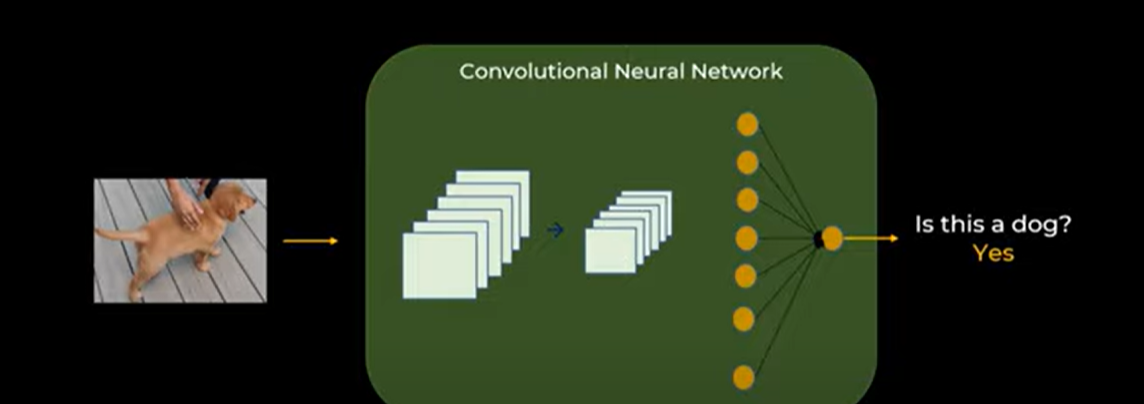 Convolutional Neural Network
Is this a dog?
Yes